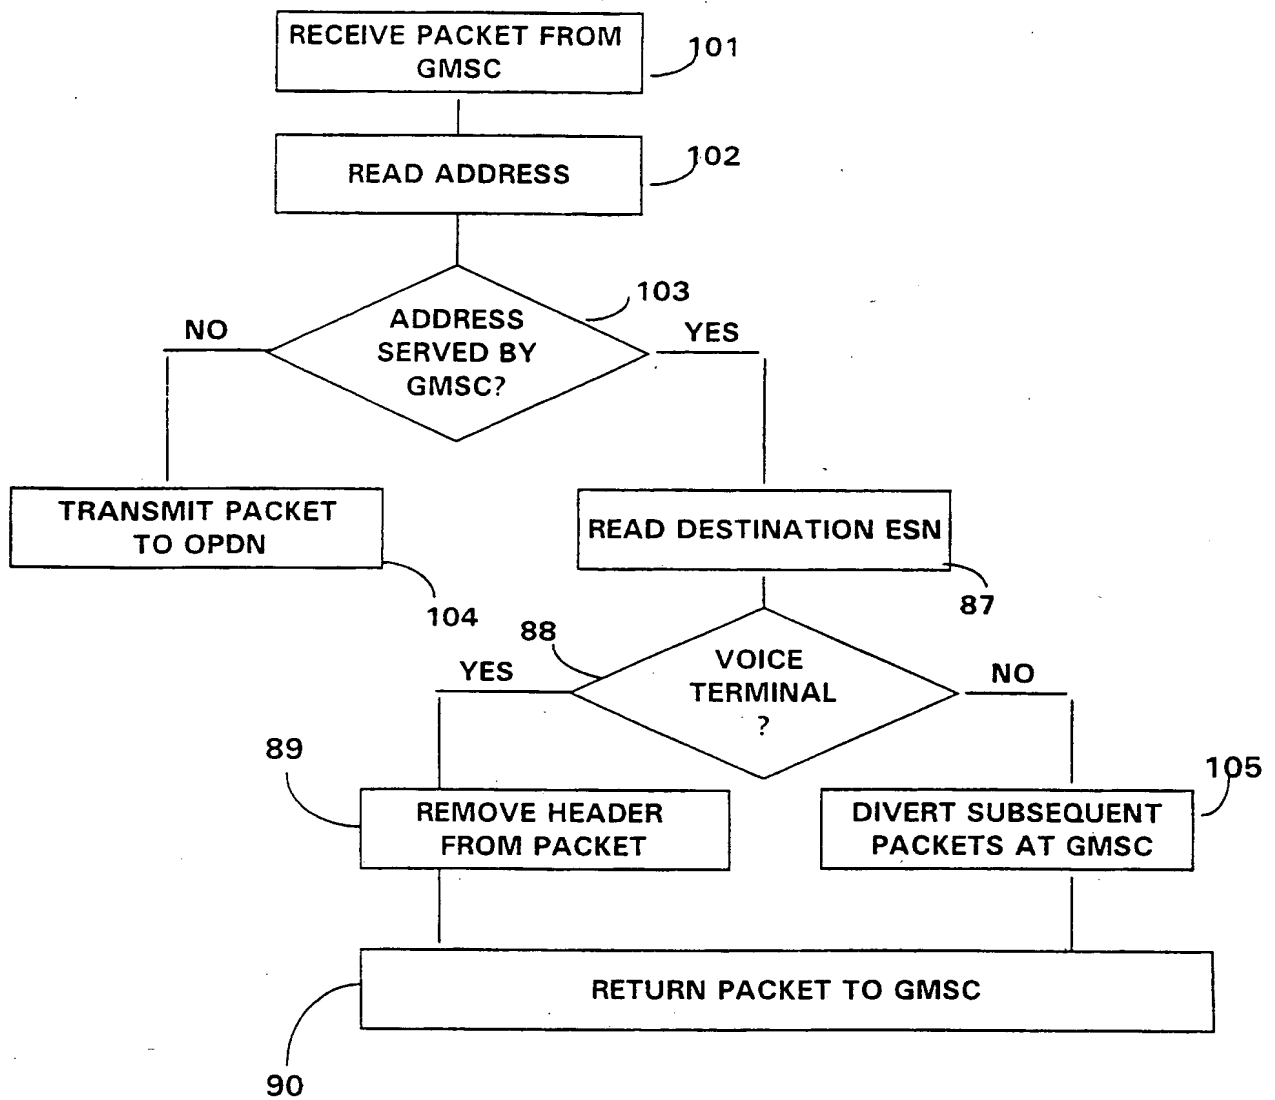 RECEIVE PACKET FROM
GMSC
101
READ ADDRESS
102
103
ADDRESS
SERVED BY
GMSC?
NO
YES
TRANSMIT PACKET
TO OPDN
104
READ DESTINATION ESN
87
88
VOICE
TERMINAL
?
YES
NO
89
REMOVE HEADER
FROM PACKET
105
DIVERT SUBSEQUENT
PACKETS AT GMSC
RETURN PACKET TO GMSC
90